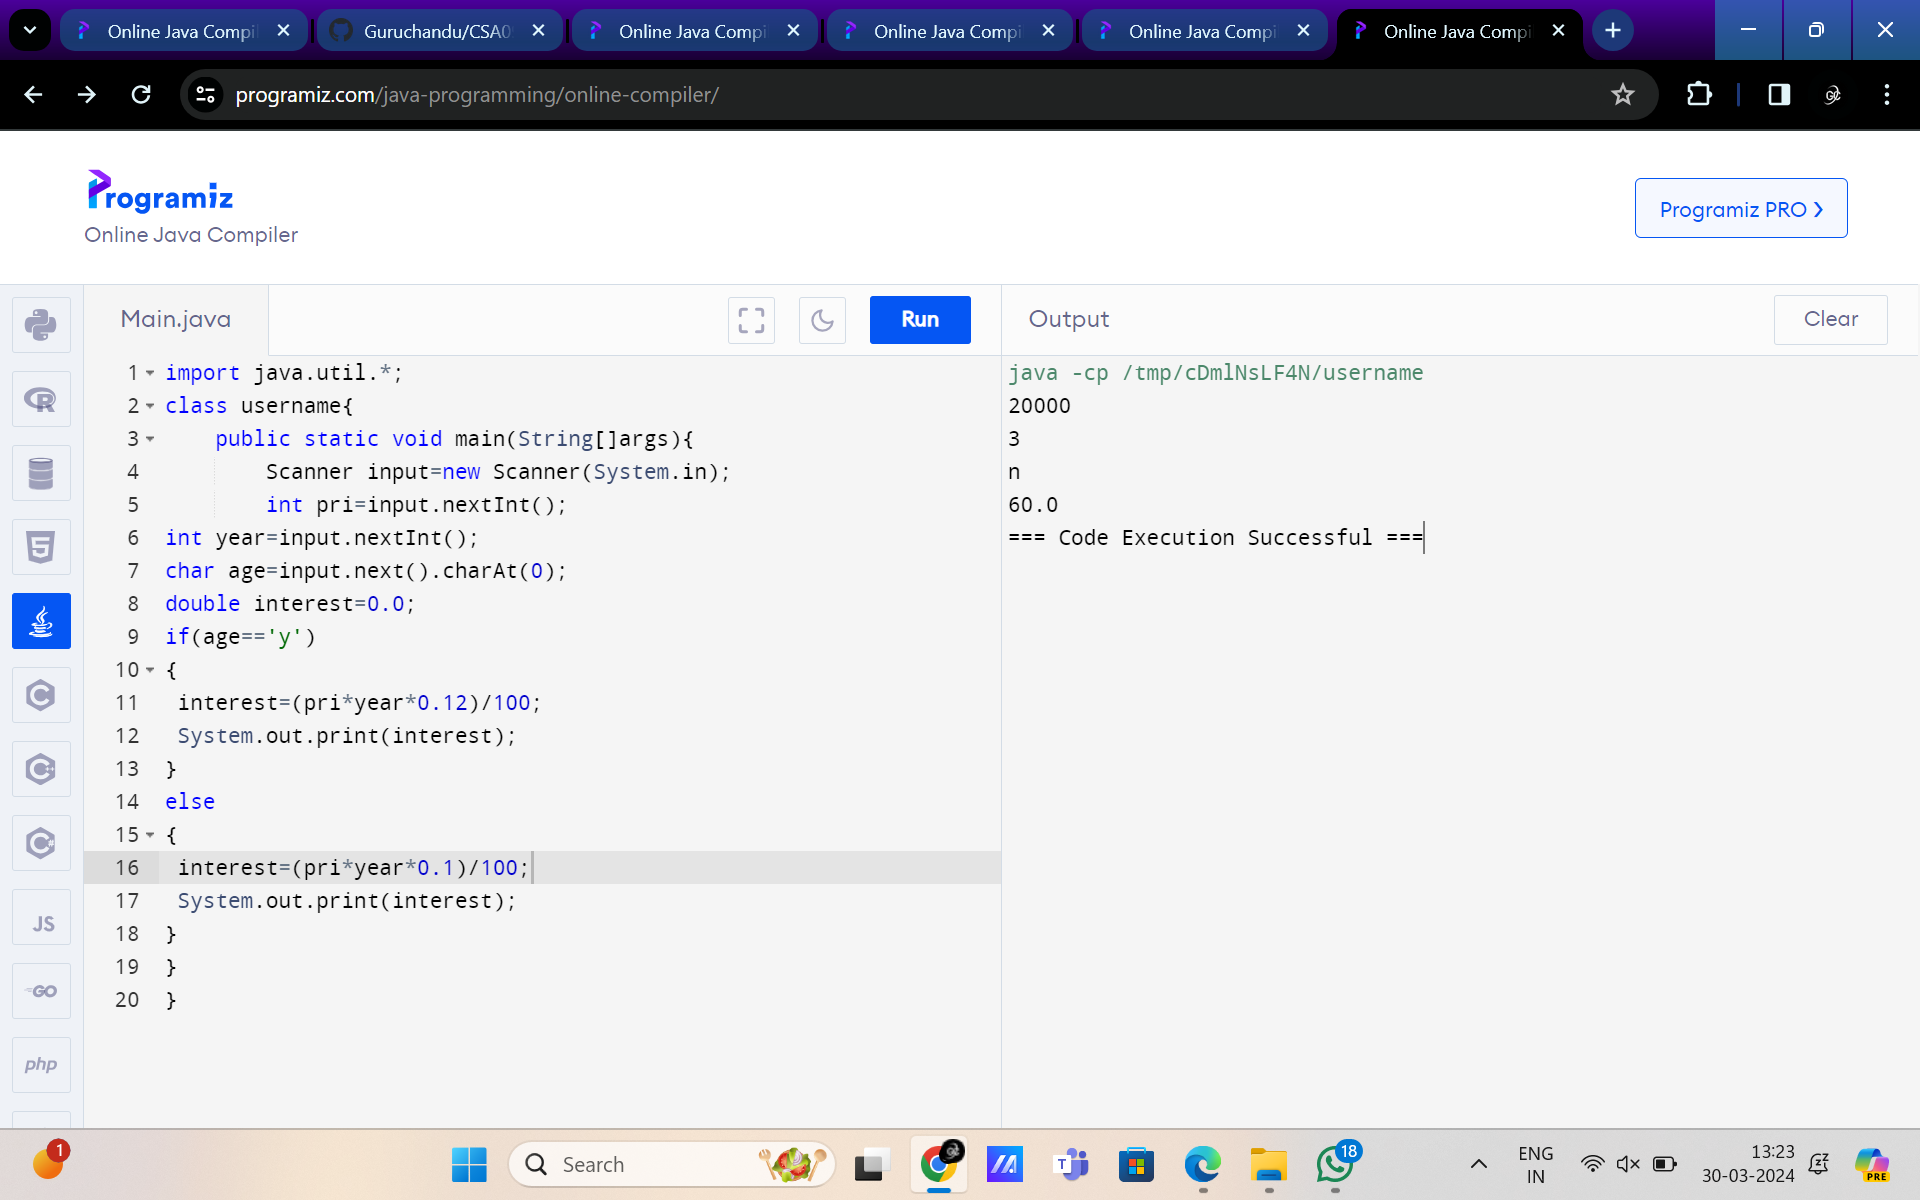 Online Java Compi
Guruchandu/CSA0
Online Java Compi
Online Java Compi
Online Java Compi
Online Java Compi
programiz.com/java-programming/online-compiler/
GC
Programiz
Online Java Compiler
Programiz PRO ❯
Main.java
Run
Output
Clear
1 import java.util.*;
2 class username{
3     public static void main(String[]args){
4         Scanner input=new Scanner(System.in);
5         int pri=input.nextInt();
6 int year=input.nextInt();
7 char age=input.next().charAt(0);
8 double interest=0.0;
9 if(age=='y')
10 {
11  interest=(pri*year*0.12)/100;
12  System.out.print(interest);
13 }
14 else
15 {
16  interest=(pri*year*0.1)/100;
17  System.out.print(interest);
18 }
19 }
20 }
java -cp /tmp/cDmlNsLF4N/username
20000
3
n
60.0
=== Code Execution Successful ===
R
5
C
C
C#
JS
GO
php
1
Search
T
18
ENG
IN
13:23
30-03-2024
PRE